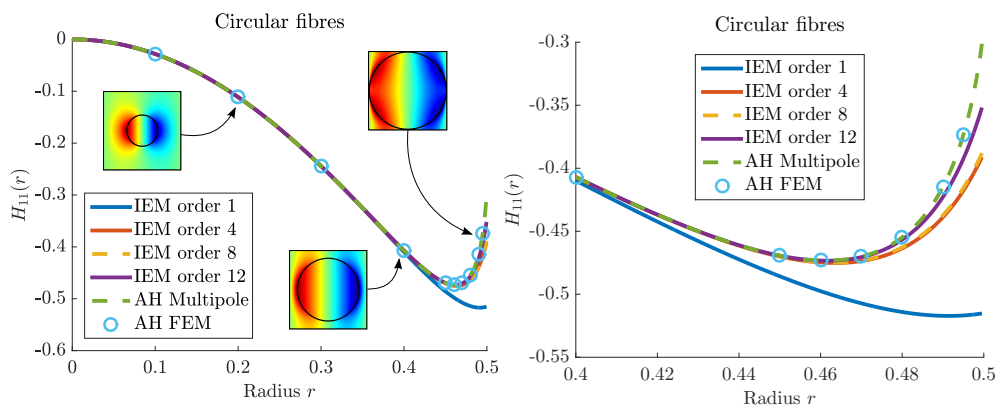 Circular fibres
0
-0.1
-0.2
-0.3
-0.4
-0.5
-0.6
H11(r)
IEM order 1
IEM order 4
IEM order 8
IEM order 12
AH Multipole
AH FEM
0 0.1 0.2 0.3 0.4 0.5
Radius r
Circular fibres
-0.3
-0.35
-0.4
-0.45
-0.5
-0.55
H11(r)
IEM order 1
IEM order 4
IEM order 8
IEM order 12
AH Multipole
AH FEM
0.4 0.42 0.44 0.46 0.48 0.5
Radius r